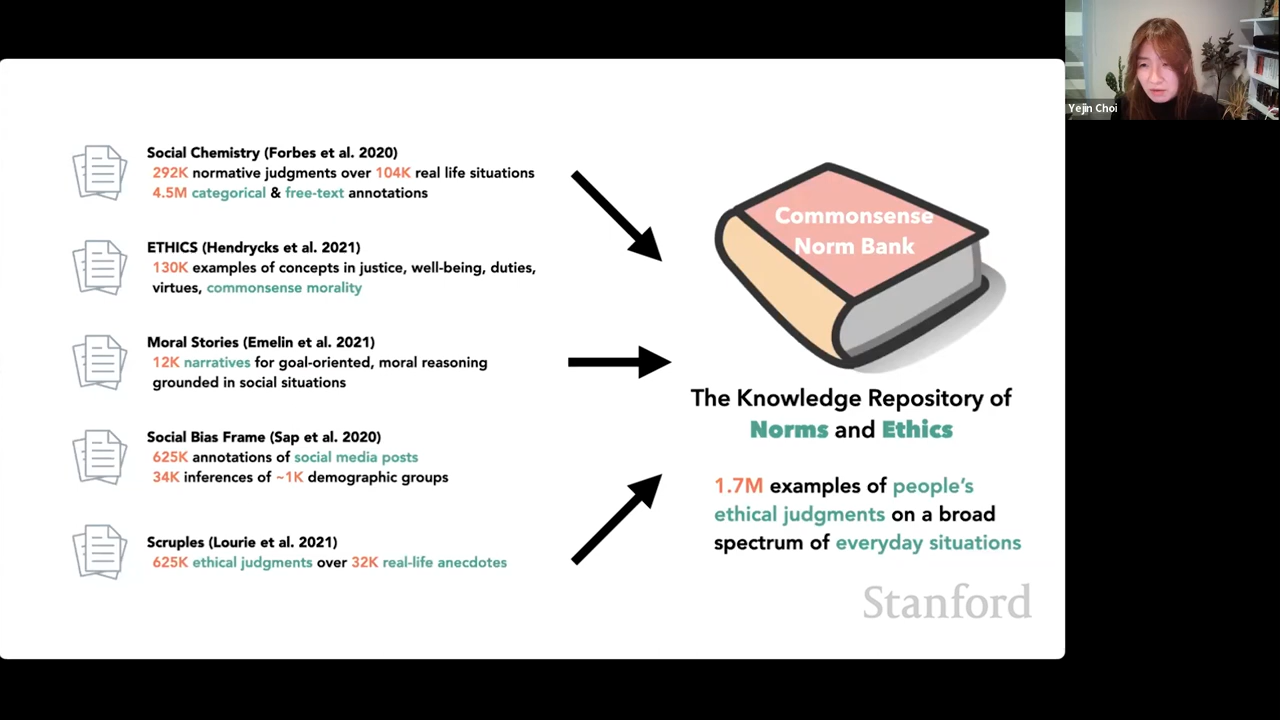 Social Chemistry (Forbes et al. 2020)
292K normative judgments over 104K real life situations
4.5M categorical & free-text annotations
ETHICS (Hendrycks et al. 2021)
130K examples of concepts in justice, well-being, duties,
virtues, commonsense morality
Moral Stories (Emelin et al. 2021)
12K narratives for goal-oriented, moral reasoning
grounded in social situations
Social Bias Frame (Sap et al. 2020)
625K annotations of social media posts
34K inferences of ~1K demographic groups
Scruples (Lourie et al. 2021)
625K ethical judgments over 32K real-life anecdotes
Commonsense
Norm Bank
The Knowledge Repository of
Norms and Ethics
1.7M examples of people's
ethical judgments on a broad
spectrum of everyday situations
Stanford
Yejin Choi